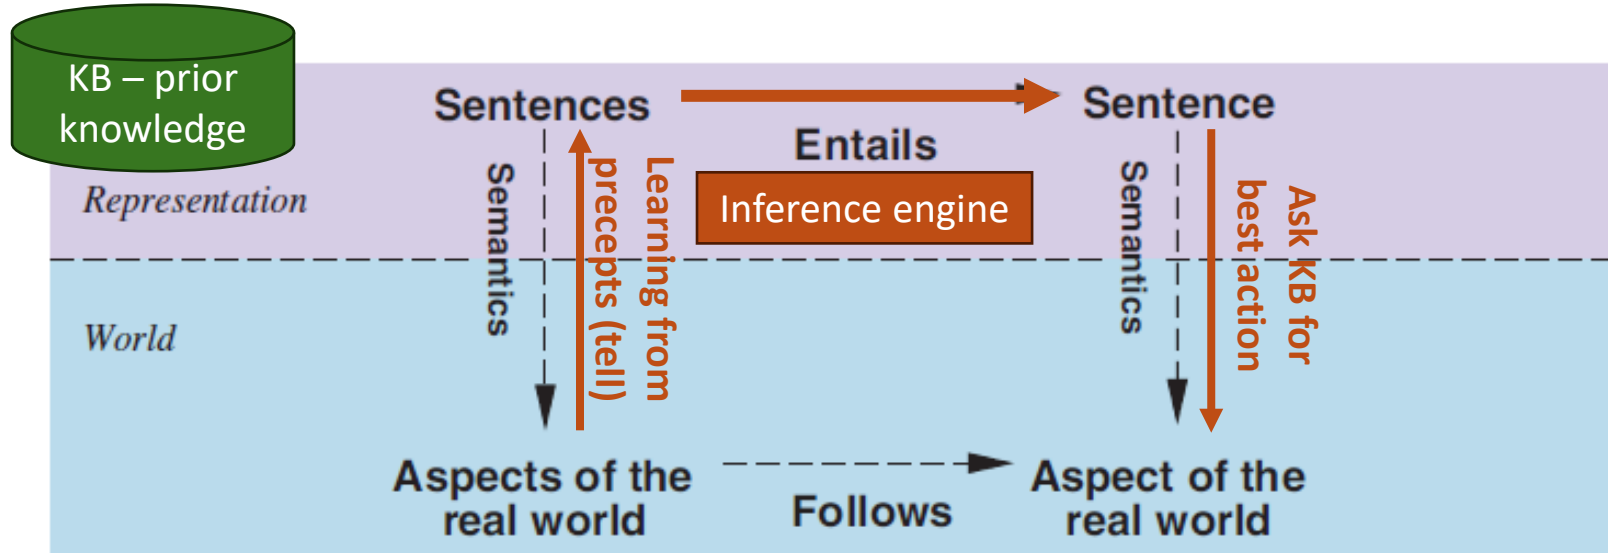 KB – prior
knowledge
Sentences
Sentence
Entails
Inference engine
Representation
Semantics
Learning from
precepts (tell)
Semantics
Ask KB for
best action
World
Aspects of the
real world
Follows
Aspect of the
real world